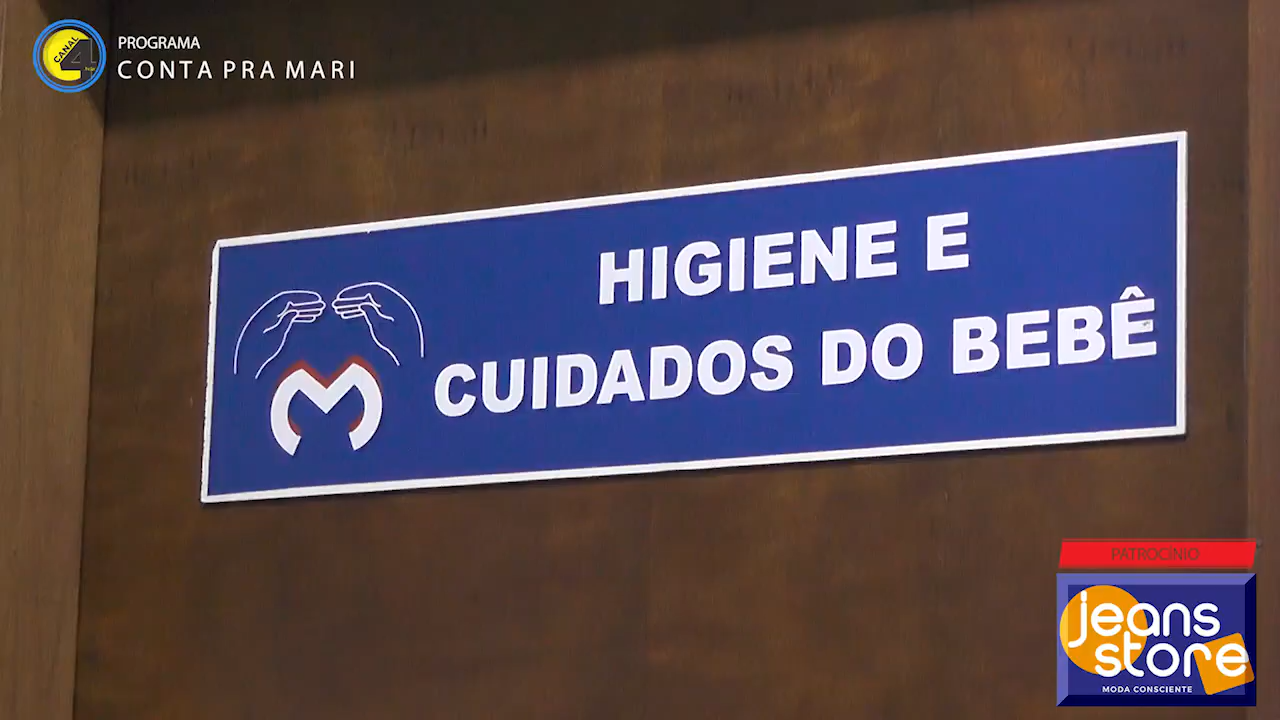 CANAL
4
PROGRAMA
CONTA PRA MARI
HIGIENE E
CUIDADOS DO BEBÊ
PATROCÍNIO
jeans
store
MODA CONSCIENTE